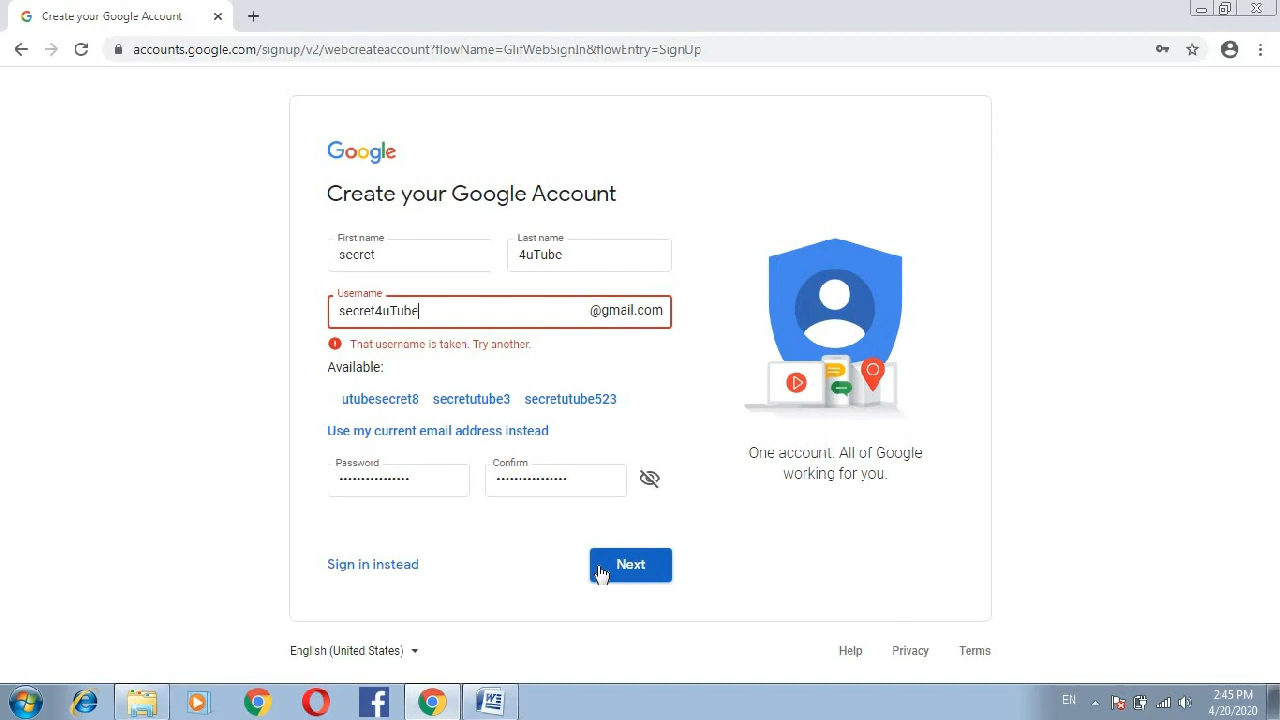 Create your Google Account
accounts.google.com/signup/v2/webcreateaccount?flowName=GlifWebSignIn&flowEntry=SignUp
Google
Create your Google Account
First name
secret
Last name
4uTube
Username
secret4uTube
@gmail.com
That username is taken. Try another.
Available:
utubesecret8 secretutube3 secretutube523
Use my current email address instead
Password
Confirm
One account. All of Google
working for you.
Sign in instead
Next
English (United States)
Help Privacy Terms
EN
2:45 PM
4/20/2020